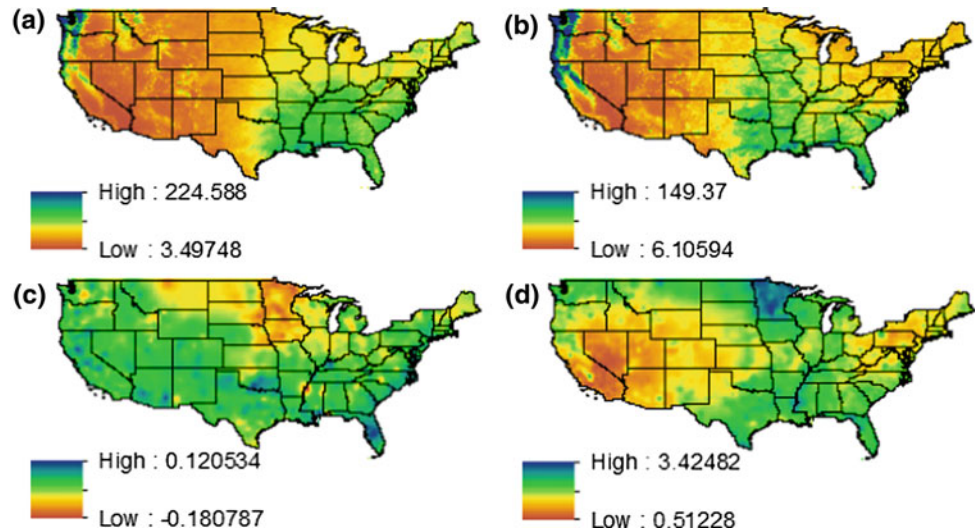 (a)
High : 224.588
Low : 3.49748
(b)
High : 149.37
Low : 6.10594
(c)
High : 0.120534
Low : -0.180787
(d)
High : 3.42482
Low : 0.51228